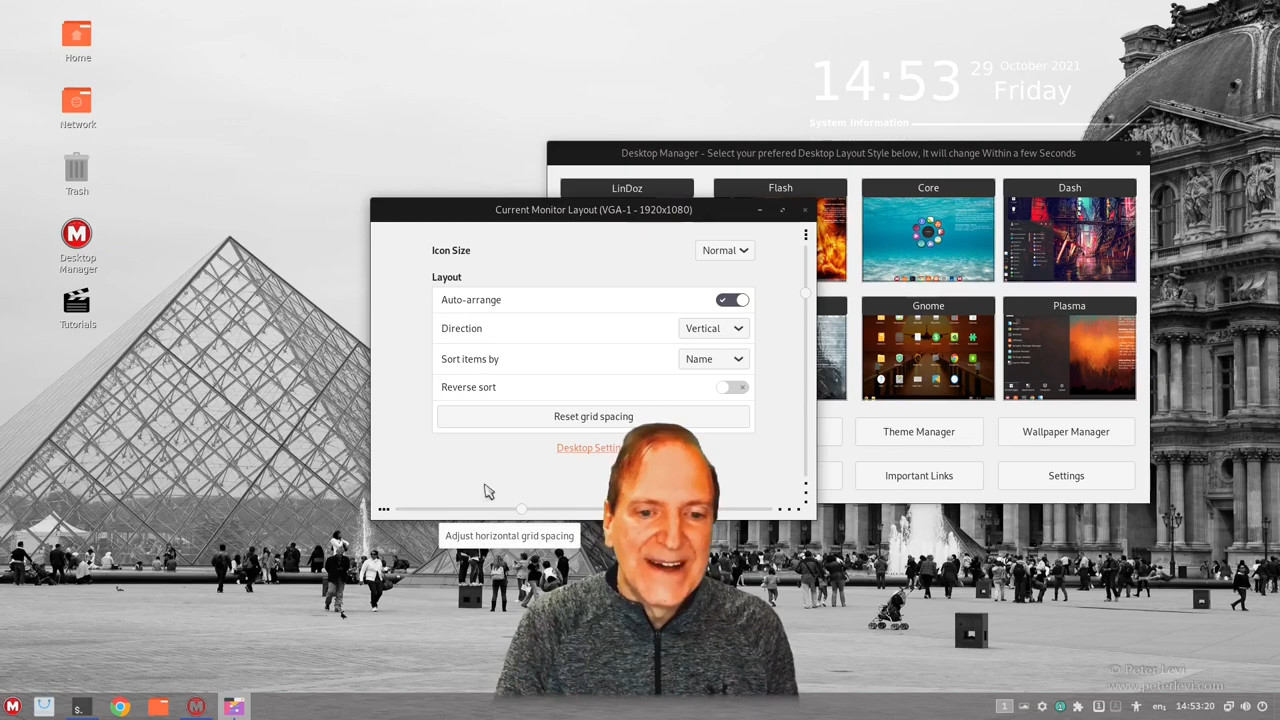 Home
Network
Trash
Desktop
Manager
Tutorials
14:53
29
October 2021
Friday
System Information
Desktop Manager - Select your prefered Desktop Layout Style below, It will change Within a few Seconds
LinDoz
Flash
Core
Dash
Gnome
Plasma
Theme Manager
Wallpaper Manager
Important Links
Settings
Current Monitor Layout (VGA-1 - 1920x1080)
Icon Size
Normal
Layout
Auto-arrange
Direction
Vertical
Sort items by
Name
Reverse sort
Reset grid spacing
Desktop Settin
Adjust horizontal grid spacing
© Peter Levi
www.peterlevi.com
s_
1
en₁
14:53:20